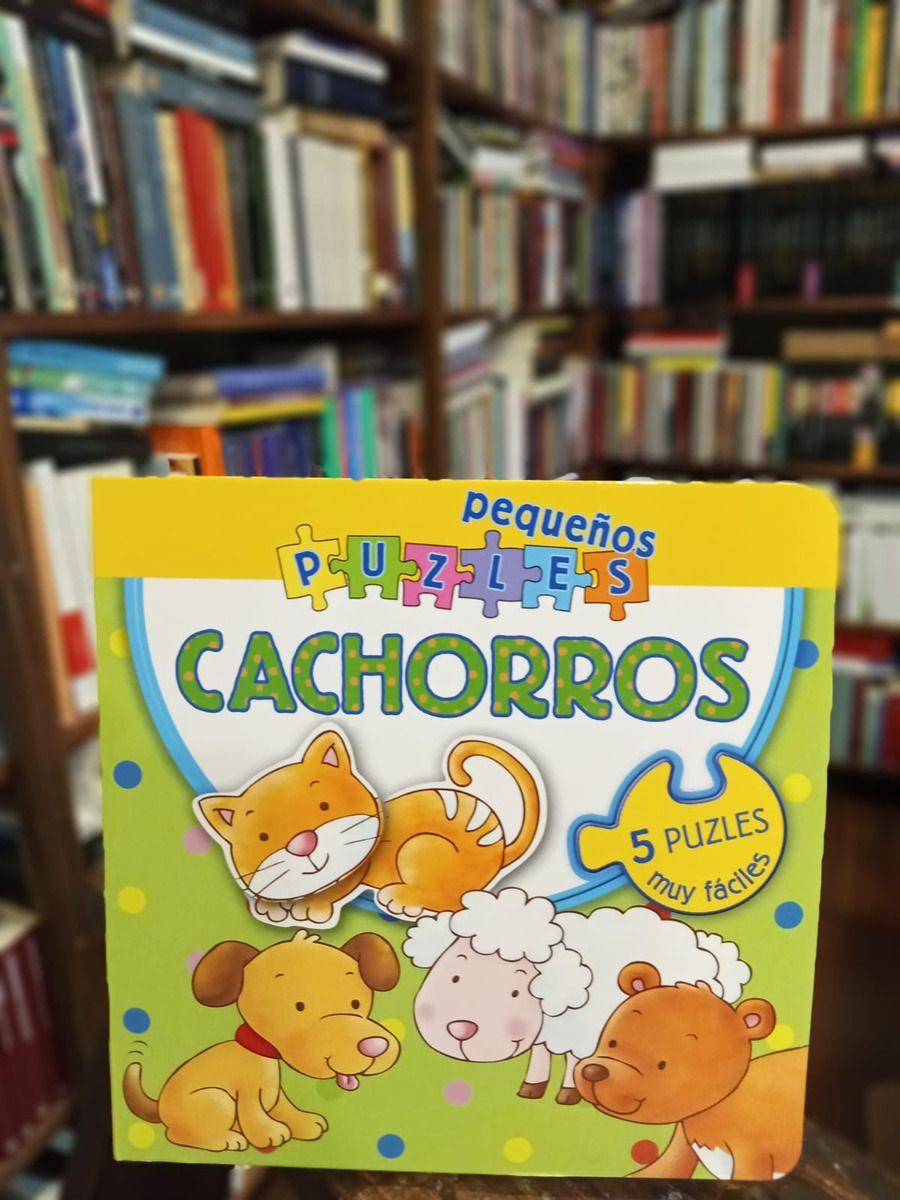 pequeños
PUZLES
CACHORROS
5 PUZLES
muy fáciles